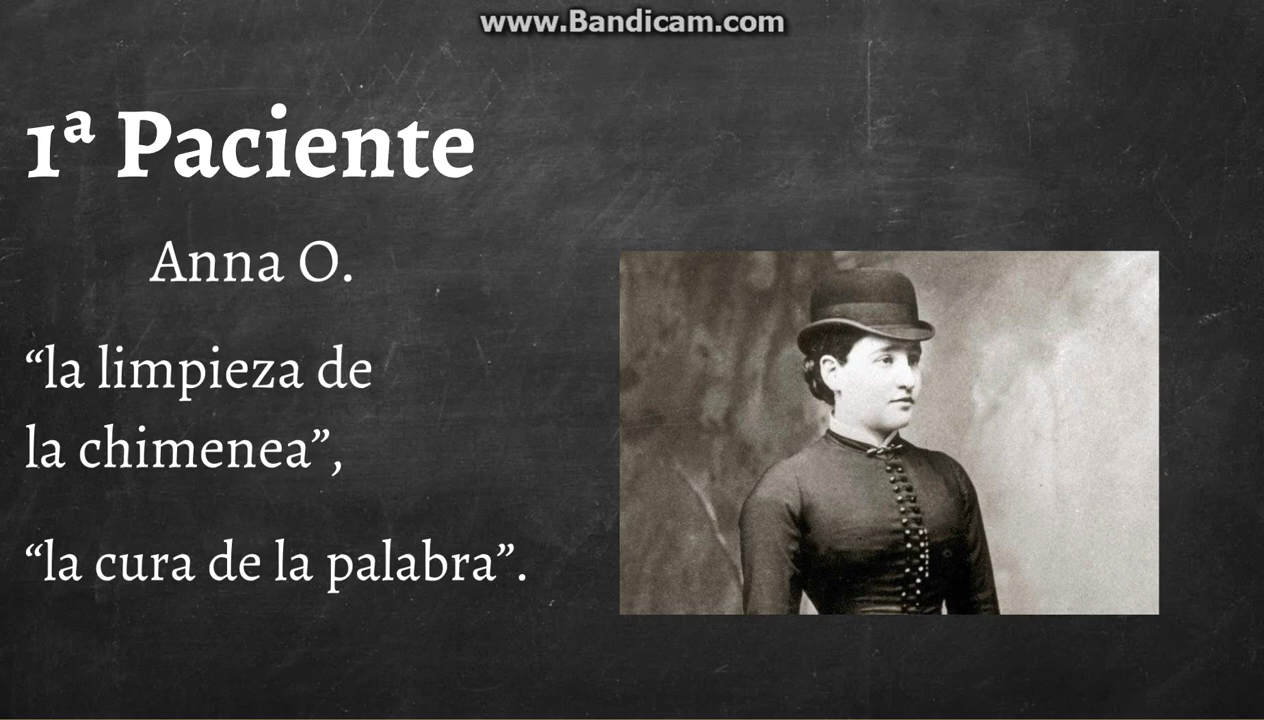 www.Bandicam.com
1ª Paciente
Anna O.
“la limpieza de
la chimenea”,
“la cura de la palabra”.